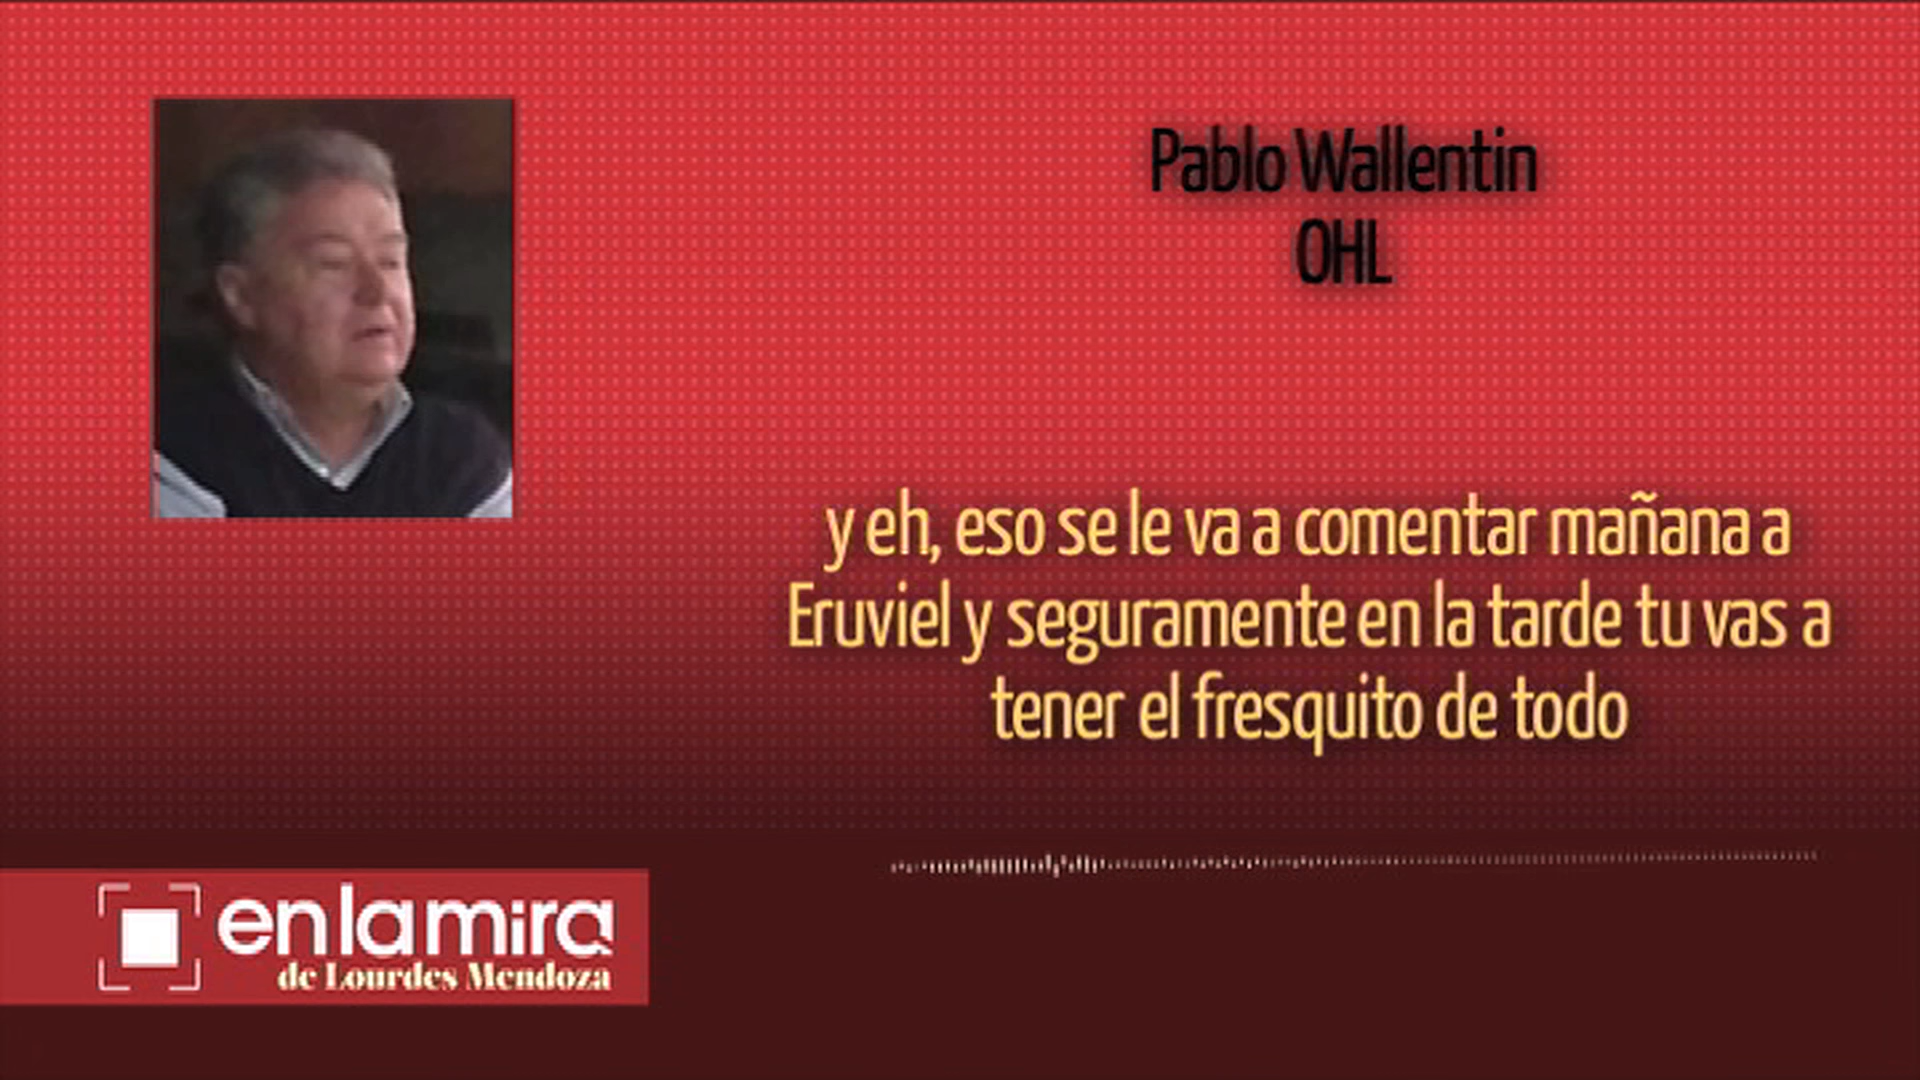 Pablo Wallentin
OHL
y eh, eso se le va a comentar mañana a
Eruviel y seguramente en la tarde tu vas a
tener el fresquito de todo
enlamira
de Lourdes Mendoza